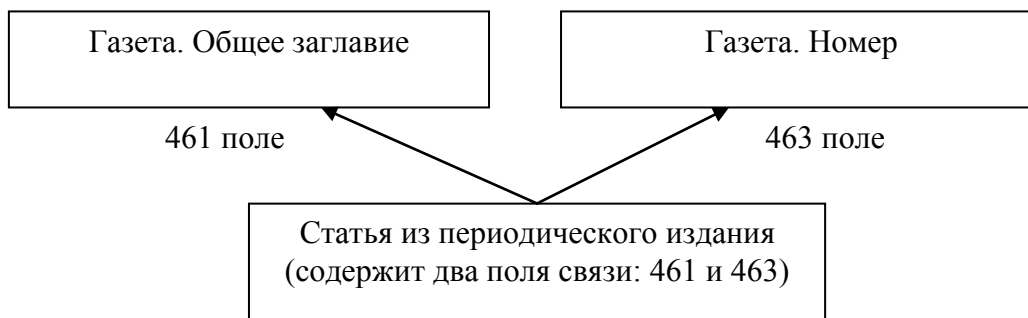 Газета. Общее заглавие
Газета. Номер
461 поле
463 поле
Статья из периодического издания
(содержит два поля связи: 461 и 463)